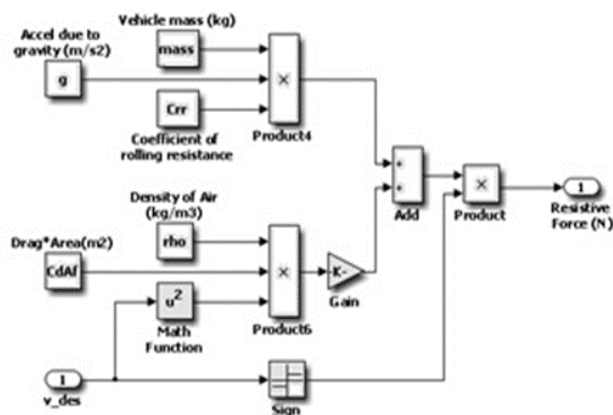 Vehicle mass (kg)
Accel due to
gravity (m/s2)
mass
g
×
Crr
Product4
Coefficient of
rolling resistance
+
+
Add
×
Product
1
Resistive
Force (N)
Density of Air
(kg/m3)
rho
Drag*Area(m2)
CdAf
×
-K-
Gain
u²
Product6
Math
Function
1
v_des
Sign